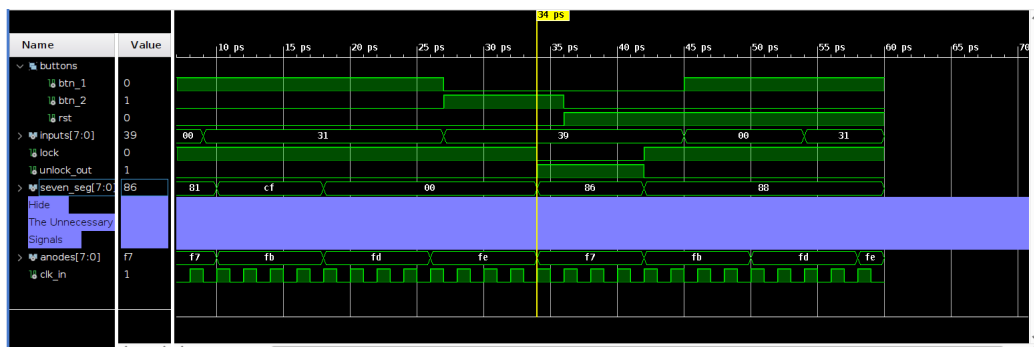 34 ps
Name Value
10 ps 15 ps 20 ps 25 ps 30 ps 35 ps 40 ps 45 ps 50 ps 55 ps 60 ps 65 ps 70
buttons
btn_1 0
btn_2 1
rst 0
inputs[7:0] 39 00 31 39 00 31
lock 0
unlock_out 1
seven_seg[7:0] 86 81 cf 00 86 88
Hide
The Unnecessary
Signals
anodes[7:0] f7 f7 fb fd fe f7 fb fd fe
clk_in 1